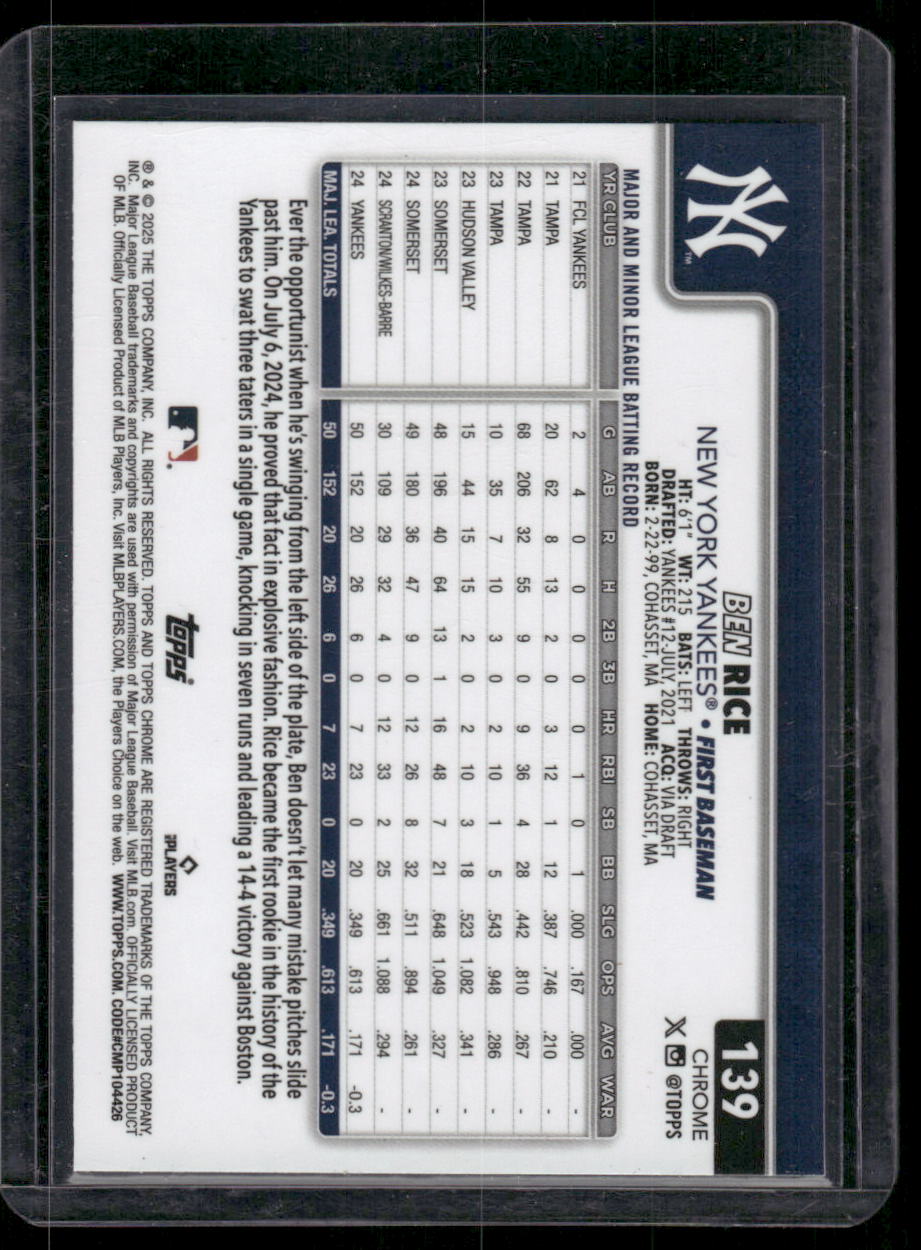 NY™
139
CHROME
X @TOPPS
BEN RICE
NEW YORK YANKEES® • FIRST BASEMAN
HT: 6'1" WT: 215 BATS: LEFT THROWS: RIGHT
DRAFTED: YANKEES #12-JULY, 2021 ACQ: VIA DRAFT
BORN: 2-22-99, COHASSET, MA HOME: COHASSET, MA
MAJOR AND MINOR LEAGUE BATTING RECORD
YR CLUB G AB R H 2B 3B HR RBI SB BB SLG OPS AVG WAR
21 FCL YANKEES 2 4 0 0 0 0 0 1 0 1 .000 .167 .000 -
21 TAMPA 20 62 8 13 2 0 3 12 1 12 .387 .746 .210 -
22 TAMPA 68 206 32 55 9 0 9 36 4 28 .442 .810 .267 -
23 TAMPA 10 35 7 10 3 0 2 10 1 5 .543 .948 .286 -
23 HUDSON VALLEY 15 44 15 15 2 0 2 10 3 18 .523 1.082 .341 -
23 SOMERSET 48 196 40 64 13 1 16 48 7 21 .648 1.049 .327 -
24 SOMERSET 49 180 36 47 9 0 12 26 8 32 .511 .894 .261 -
24 SCRANTON/WILKES-BARRE 30 109 29 32 4 0 12 33 2 25 .661 1.088 .294 -
24 YANKEES 50 152 20 26 6 0 7 23 0 20 .349 .613 .171 -0.3
MAJ. LEA. TOTALS 50 152 20 26 6 0 7 23 0 20 .349 .613 .171 -0.3
Ever the opportunist when he's swinging from the left side of the plate, Ben doesn't let many mistake pitches slide
past him. On July 6, 2024, he proved that fact in explosive fashion. Rice became the first rookie in the history of the
Yankees to swat three taters in a single game, knocking in seven runs and leading a 14-4 victory against Boston.
topps®
PLAYERS
® & © 2025 THE TOPPS COMPANY, INC. ALL RIGHTS RESERVED. TOPPS AND TOPPS CHROME ARE REGISTERED TRADEMARKS OF THE TOPPS COMPANY,
INC. Major League Baseball trademarks and copyrights are used with permission of Major League Baseball. Visit MLB.com. OFFICIALLY LICENSED PRODUCT
OF MLB. Officially Licensed Product of MLB Players, Inc. Visit MLBPLAYERS.COM, the Players Choice on the web. WWW.TOPPS.COM. CODE#CMP104426